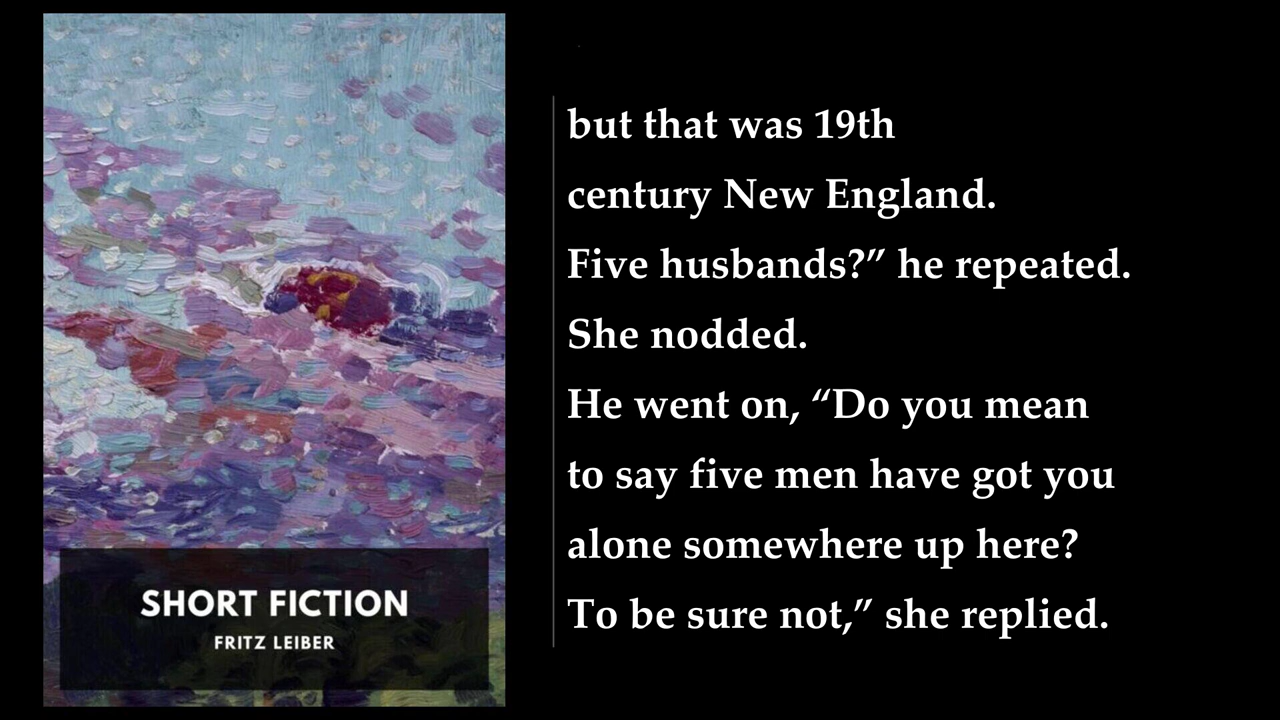 SHORT FICTION
FRITZ LEIBER
but that was 19th
century New England.
Five husbands?” he repeated.
She nodded.
He went on, “Do you mean
to say five men have got you
alone somewhere up here?
To be sure not,” she replied.